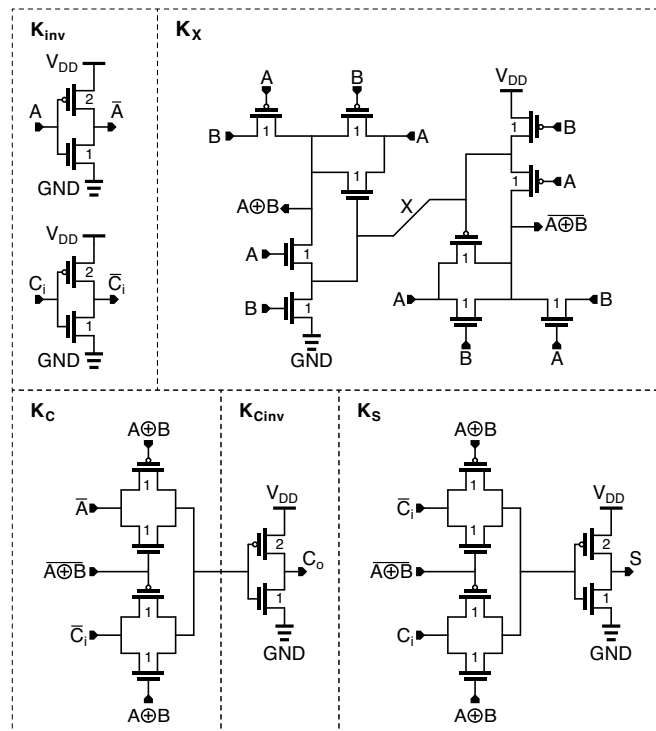 K_inv
V_DD
A
2
A̅
1
GND
V_DD
C_i
2
C̅_i
1
GND
K_X
A
B
B
1
1
A
1
A⊕B
X
A
1
B
1
GND
V_DD
1
B
1
A
A̅⊕̅B̅
1
A
1
1
B
B
A
K_C
A⊕B
1
A̅
1
A̅⊕̅B̅
1
C̅_i
1
A⊕B
K_Cinv
V_DD
2
C_o
1
GND
K_S
A⊕B
1
C̅_i
1
A̅⊕̅B̅
1
C_i
1
A⊕B
V_DD
2
S
1
GND